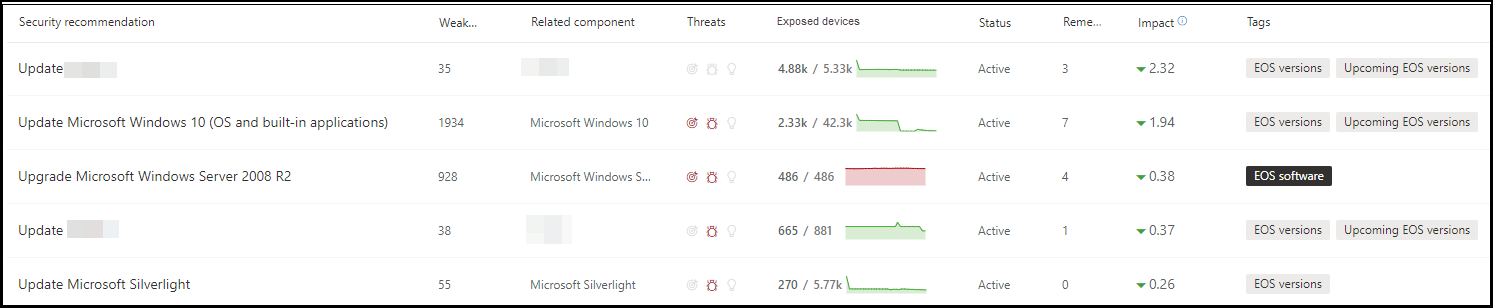 Security recommendation Weak... Related component Threats Exposed devices Status Reme... Impact Tags
Update 35 4.88k / 5.33k Active 3 2.32 EOS versions Upcoming EOS versions
Update Microsoft Windows 10 (OS and built-in applications) 1934 Microsoft Windows 10 2.33k / 42.3k Active 7 1.94 EOS versions Upcoming EOS versions
Upgrade Microsoft Windows Server 2008 R2 928 Microsoft Windows S... 486 / 486 Active 4 0.38 EOS software
Update 38 665 / 881 Active 1 0.37 EOS versions Upcoming EOS versions
Update Microsoft Silverlight 55 Microsoft Silverlight 270 / 5.77k Active 0 0.26 EOS versions